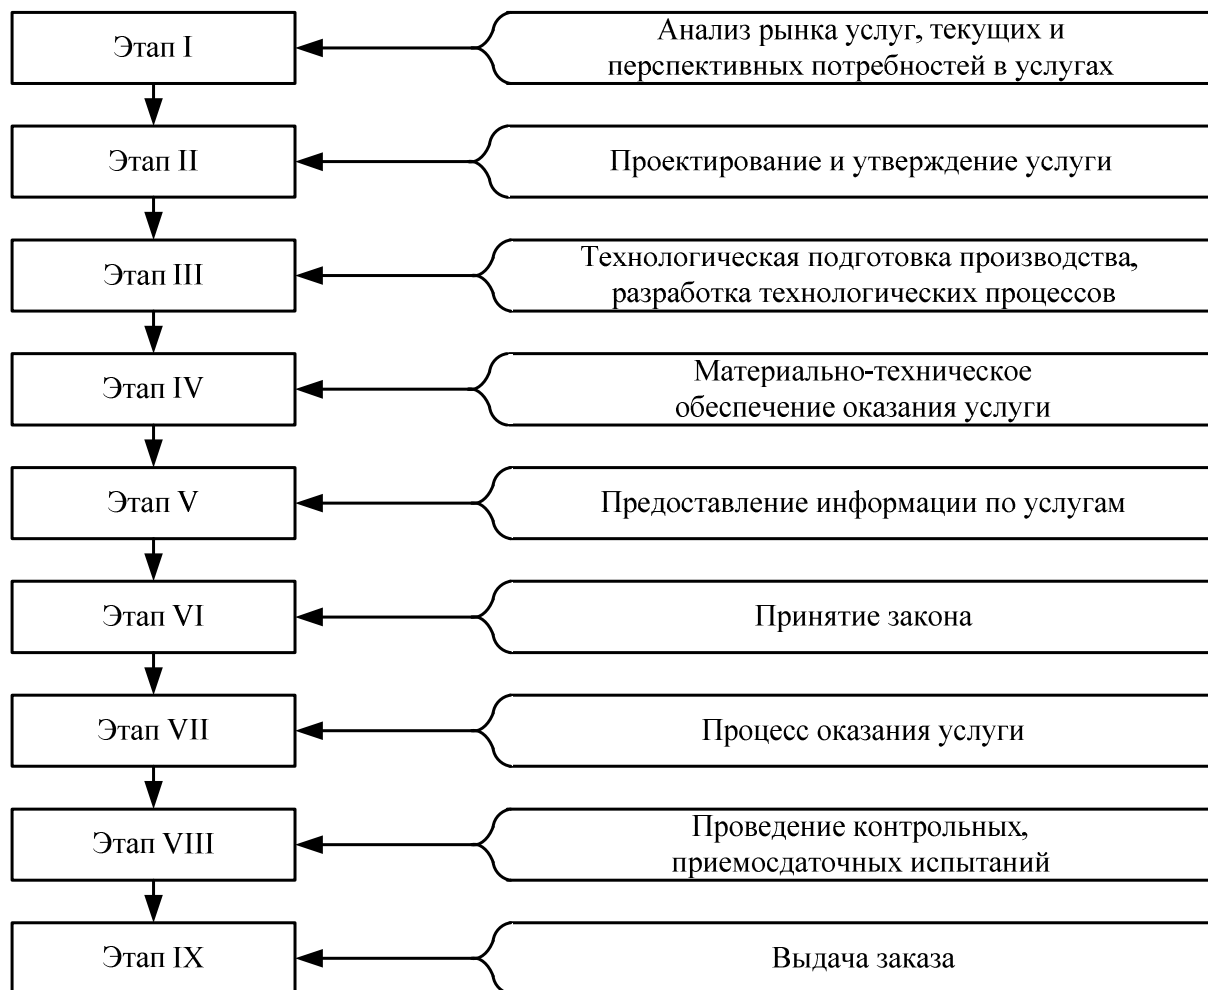 Этап I
Анализ рынка услуг, текущих и
перспективных потребностей в услугах
Этап II
Проектирование и утверждение услуги
Этап III
Технологическая подготовка производства,
разработка технологических процессов
Этап IV
Материально-техническое
обеспечение оказания услуги
Этап V
Предоставление информации по услугам
Этап VI
Принятие закона
Этап VII
Процесс оказания услуги
Этап VIII
Проведение контрольных,
приемосдаточных испытаний
Этап IX
Выдача заказа